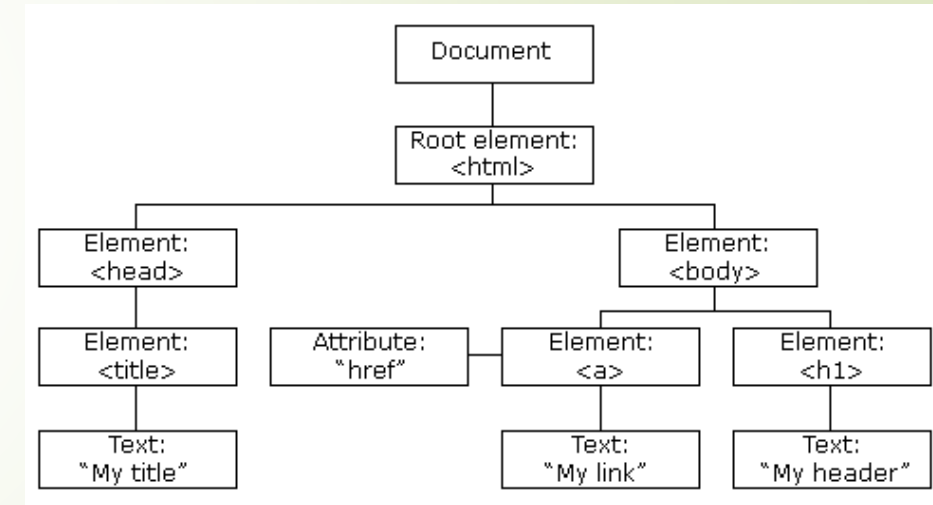 Document
Root element:
<html>
Element:
<head>
Element:
<body>
Element:
<title>
Attribute:
“href”
Element:
<a>
Element:
<h1>
Text:
“My title”
Text:
“My link”
Text:
“My header”